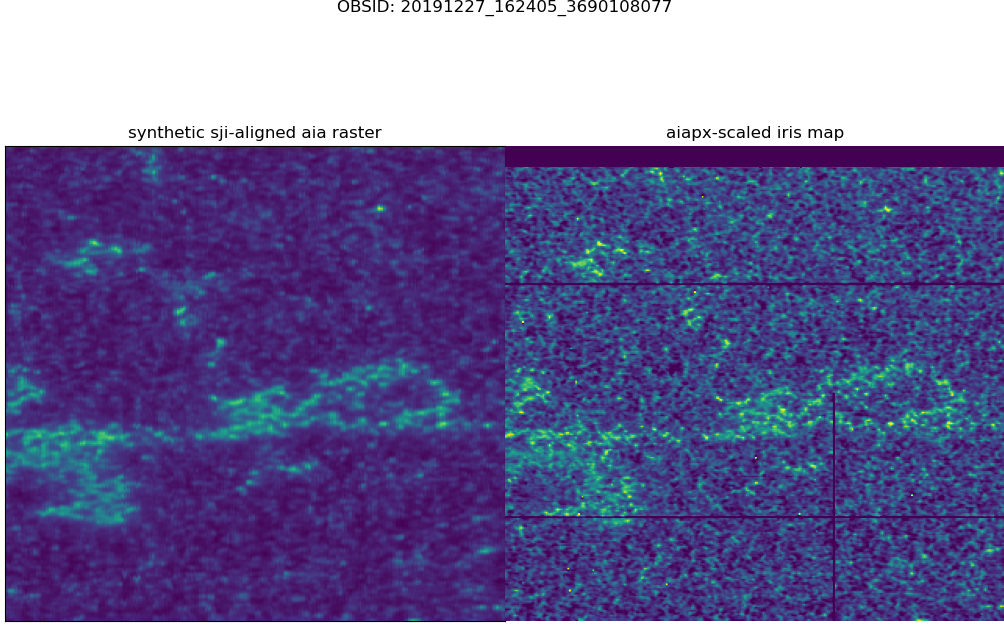 OBSID: 20191227_162405_3690108077
synthetic sji-aligned aia raster
aiapx-scaled iris map